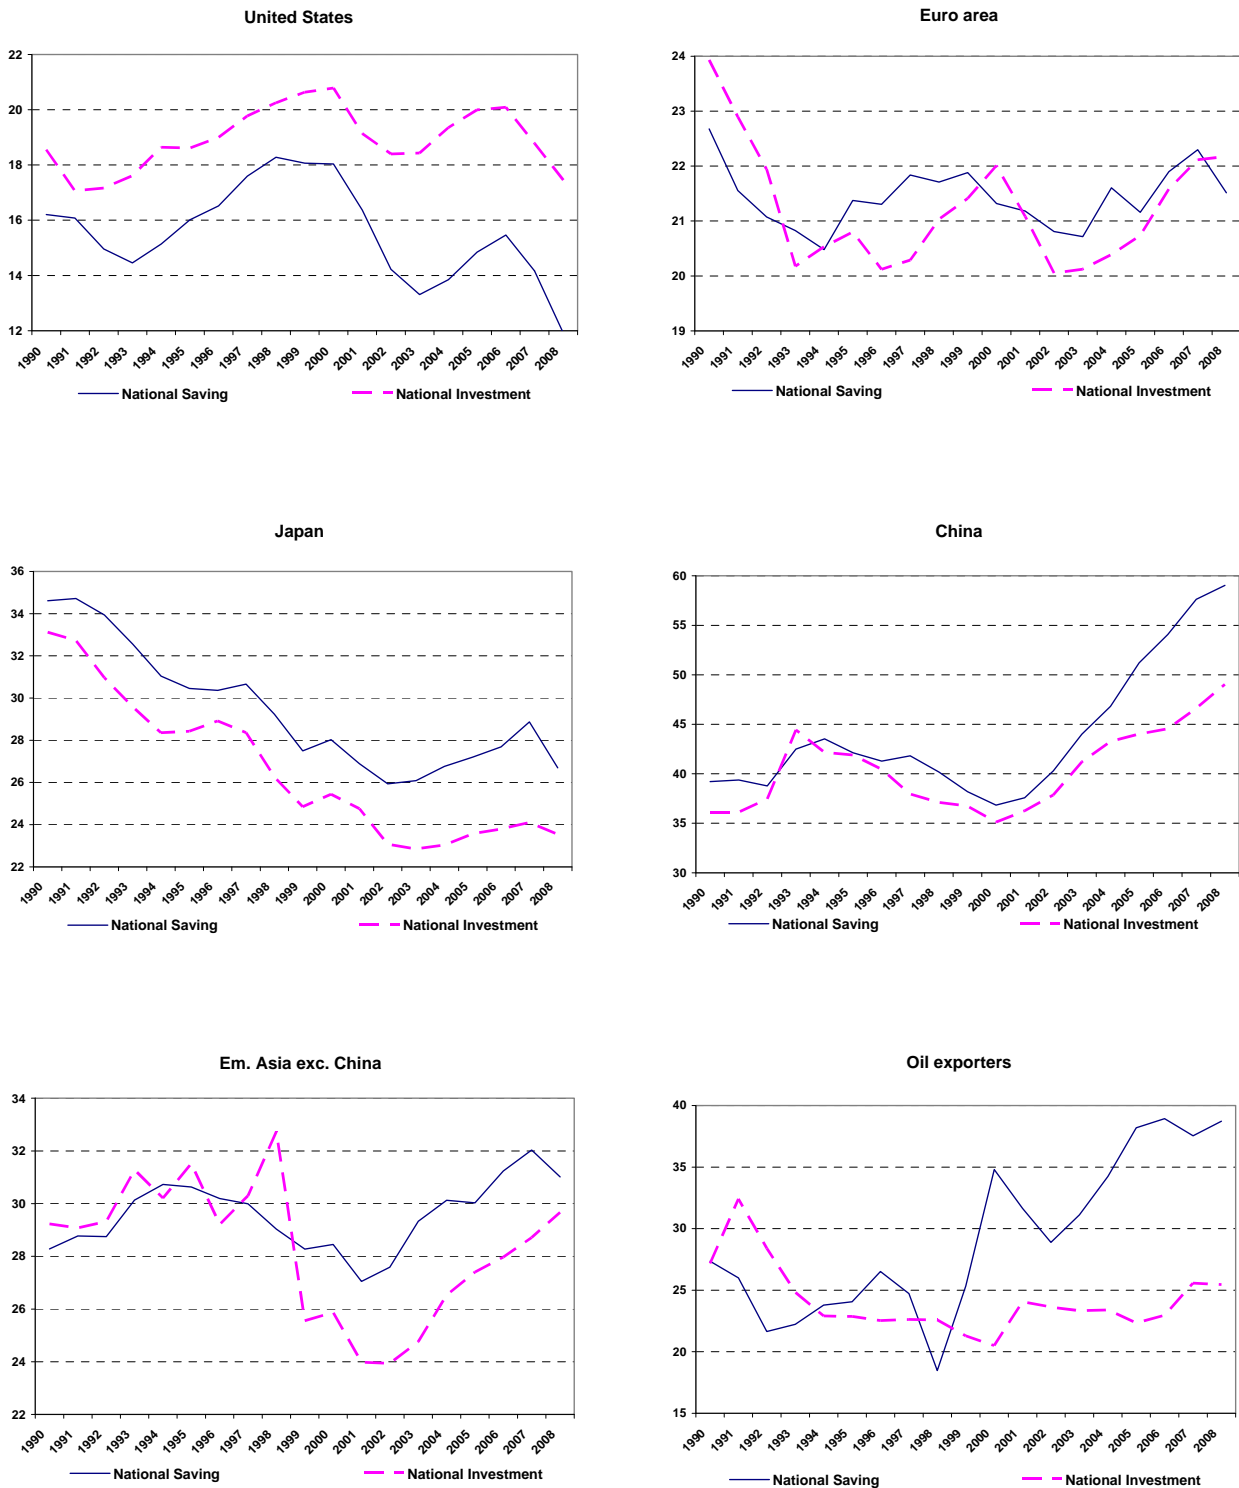 United States
22
20
18
16
14
12
1990 1991 1992 1993 1994 1995 1996 1997 1998 1999 2000 2001 2002 2003 2004 2005 2006 2007 2008
National Saving National Investment
Euro area
24
23
22
21
20
19
1990 1991 1992 1993 1994 1995 1996 1997 1998 1999 2000 2001 2002 2003 2004 2005 2006 2007 2008
National Saving National Investment
Japan
36
34
32
30
28
26
24
22
1990 1991 1992 1993 1994 1995 1996 1997 1998 1999 2000 2001 2002 2003 2004 2005 2006 2007 2008
National Saving National Investment
China
60
55
50
45
40
35
30
1990 1991 1992 1993 1994 1995 1996 1997 1998 1999 2000 2001 2002 2003 2004 2005 2006 2007 2008
National Saving National Investment
Em. Asia exc. China
34
32
30
28
26
24
22
1990 1991 1992 1993 1994 1995 1996 1997 1998 1999 2000 2001 2002 2003 2004 2005 2006 2007 2008
National Saving National Investment
Oil exporters
40
35
30
25
20
15
1990 1991 1992 1993 1994 1995 1996 1997 1998 1999 2000 2001 2002 2003 2004 2005 2006 2007 2008
National Saving National Investment